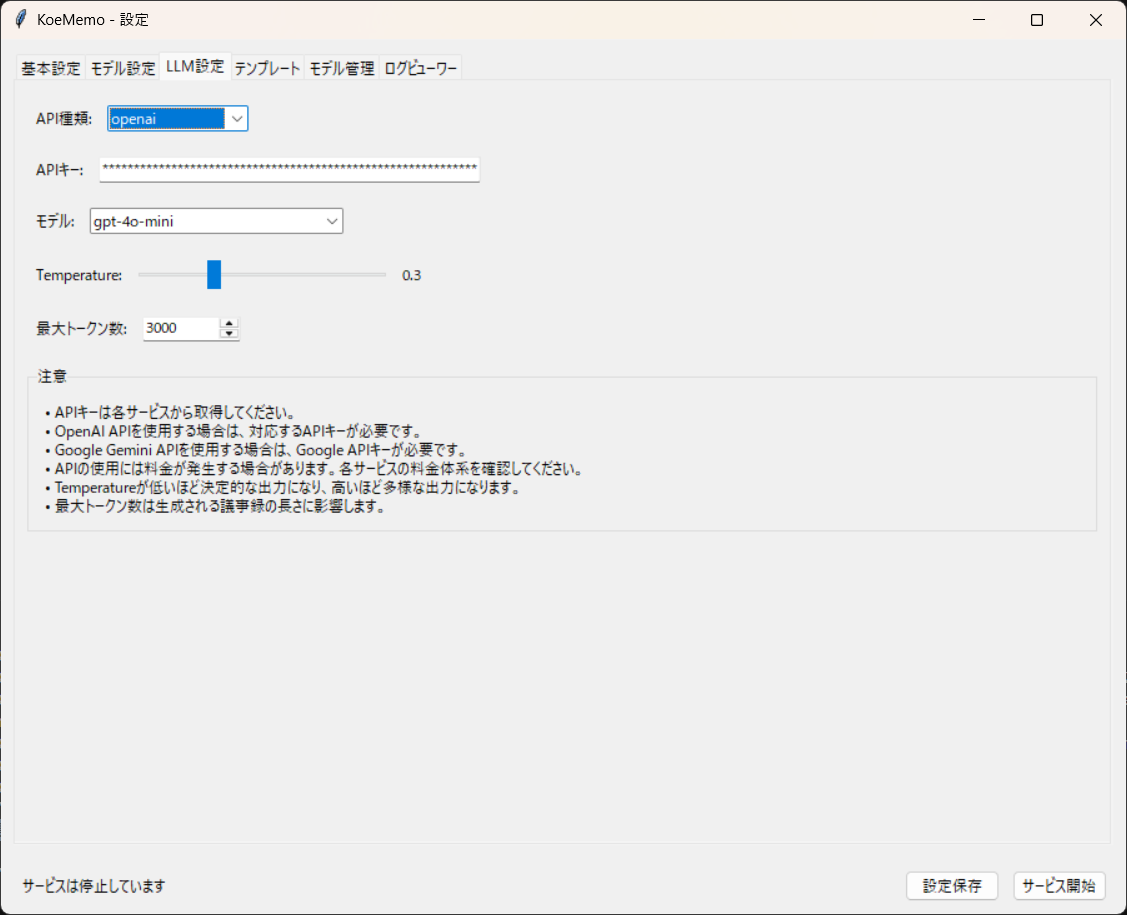 KoeMemo - 設定
基本設定 モデル設定 LLM設定 テンプレート モデル管理 ログビューワー
API種類: openai
APIキー: ************************************************************
モデル: gpt-4o-mini
Temperature: 0.3
最大トークン数: 3000
注意
• APIキーは各サービスから取得してください。
• OpenAI APIを使用する場合は、対応するAPIキーが必要です。
• Google Gemini APIを使用する場合は、Google APIキーが必要です。
• APIの使用には料金が発生する場合があります。各サービスの料金体系を確認してください。
• Temperatureが低いほど決定的な出力になり、高いほど多様な出力になります。
• 最大トークン数は生成される議事録の長さに影響します。
サービスは停止しています 設定保存 サービス開始